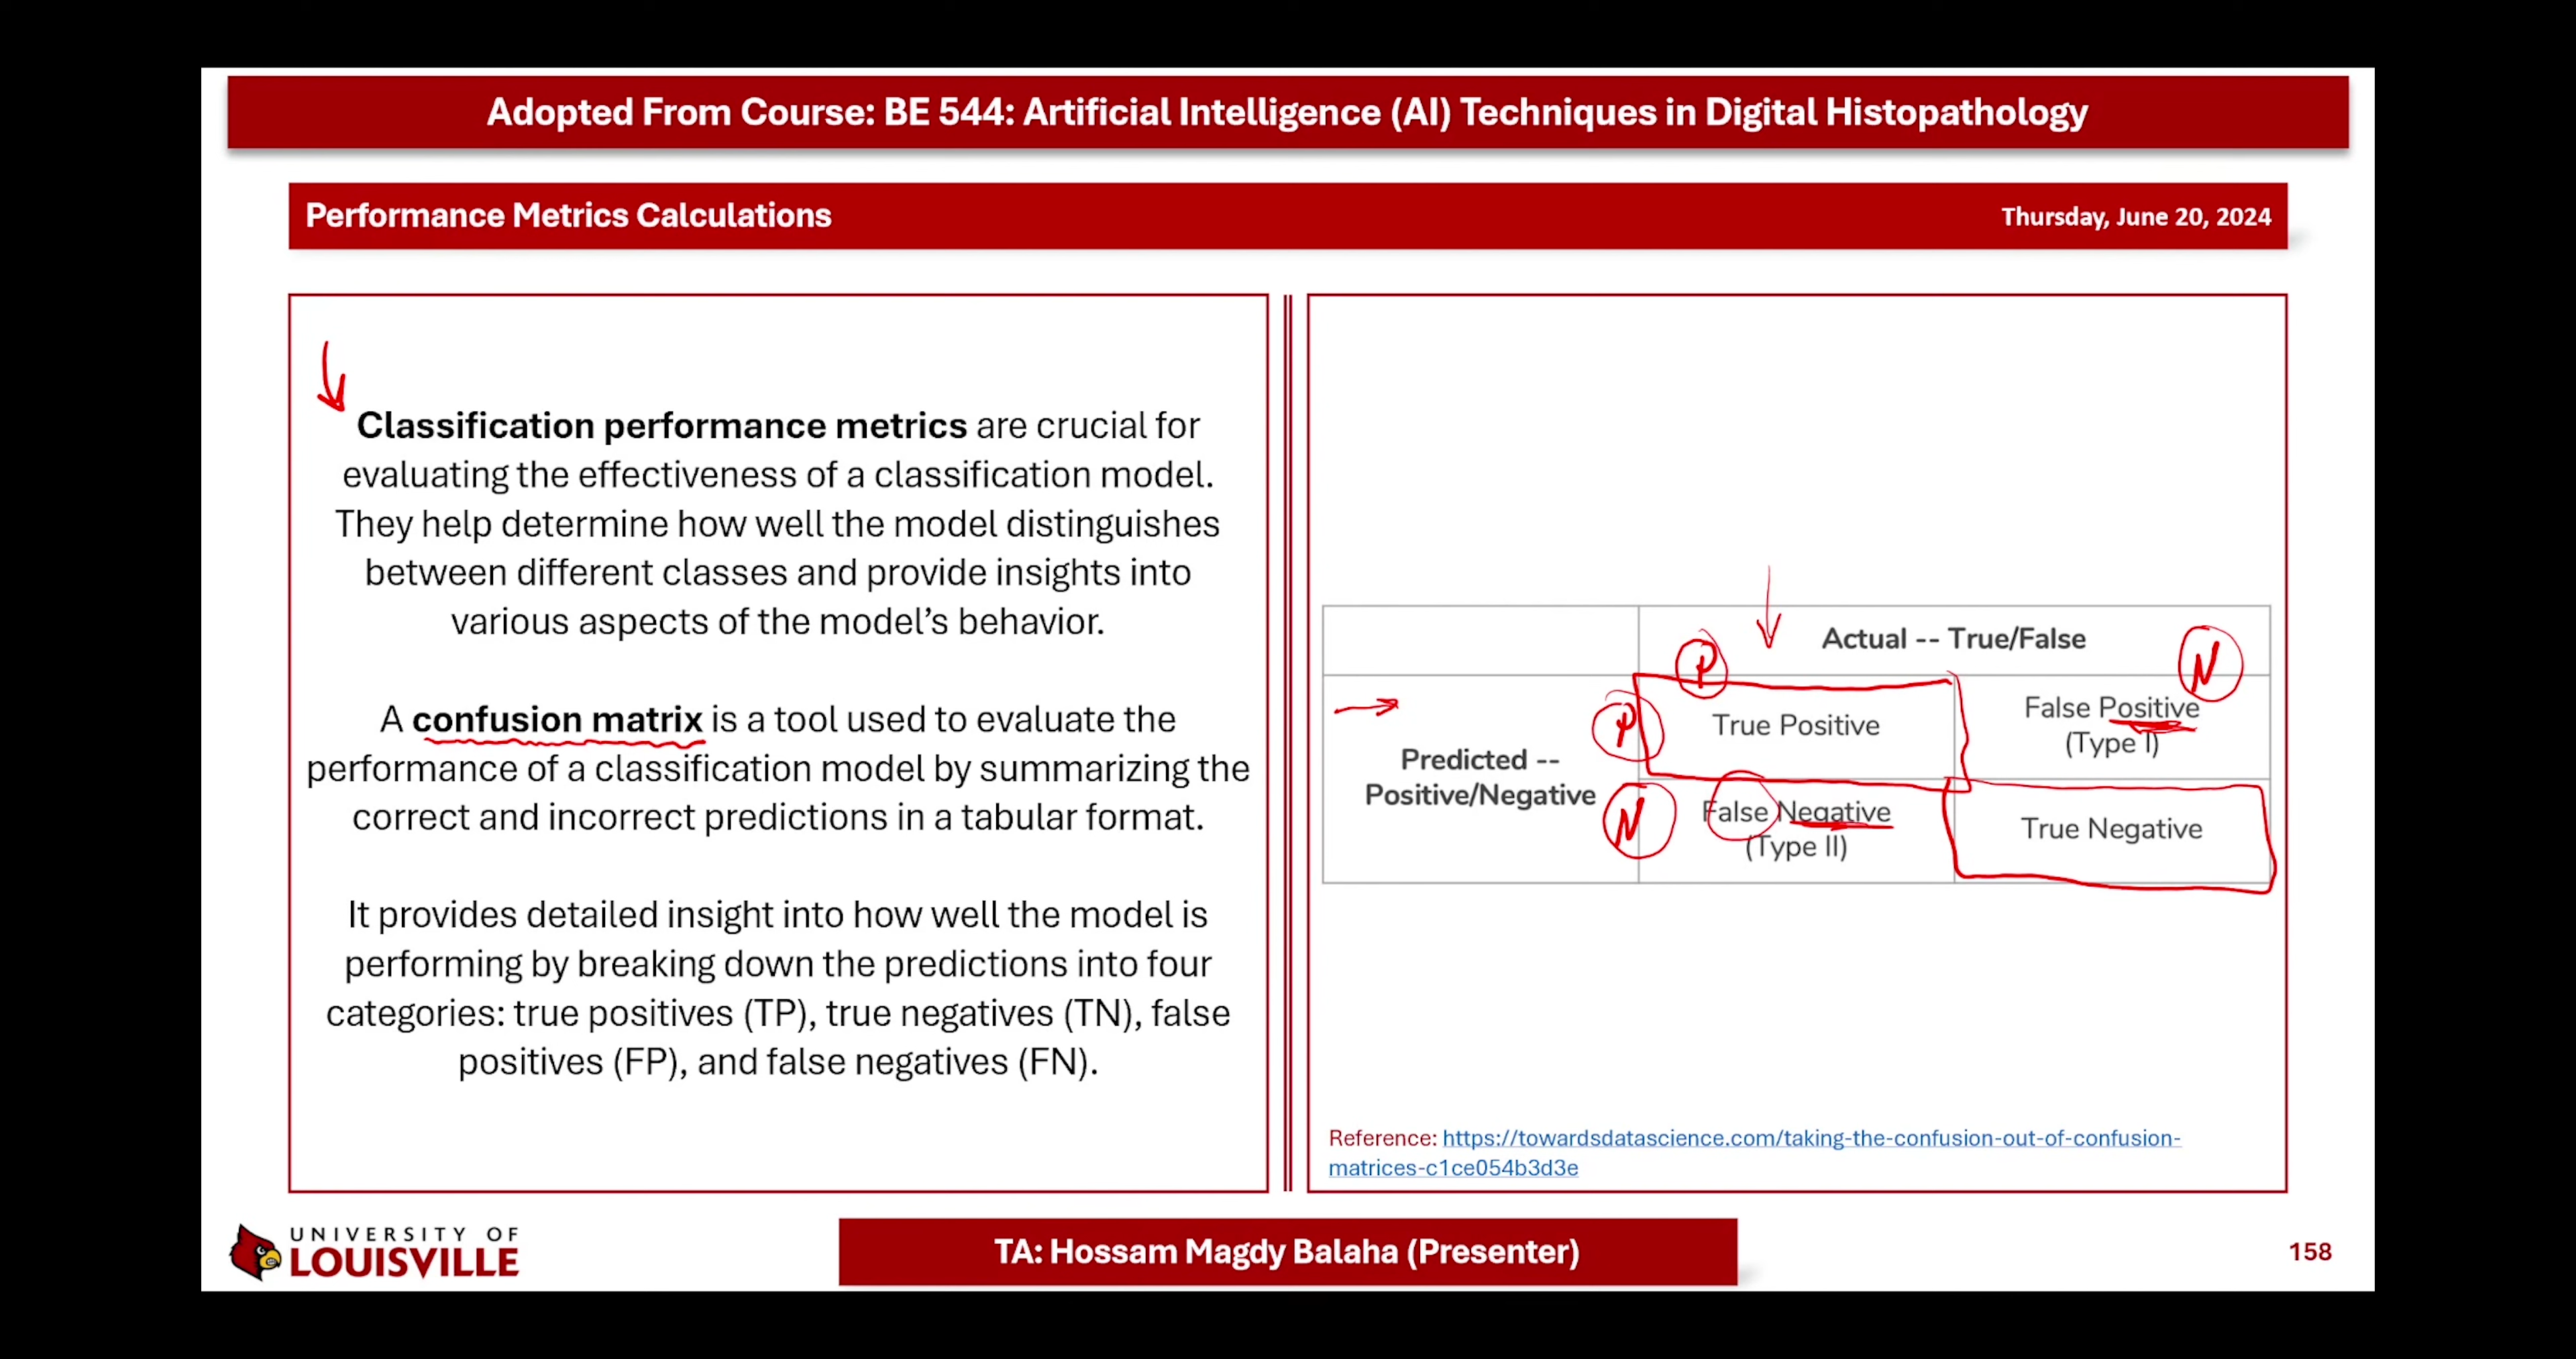 Adopted From Course: BE 544: Artificial Intelligence (AI) Techniques in Digital Histopathology
Performance Metrics Calculations
Thursday, June 20, 2024
Classification performance metrics are crucial for
evaluating the effectiveness of a classification model.
They help determine how well the model distinguishes
between different classes and provide insights into
various aspects of the model’s behavior.
A confusion matrix is a tool used to evaluate the
performance of a classification model by summarizing the
correct and incorrect predictions in a tabular format.
It provides detailed insight into how well the model is
performing by breaking down the predictions into four
categories: true positives (TP), true negatives (TN), false
positives (FP), and false negatives (FN).
Actual -- True/False
P
N
Predicted --
Positive/Negative
P
True Positive
False Positive
(Type I)
N
False Negative
(Type II)
True Negative
Reference: https://towardsdatascience.com/taking-the-confusion-out-of-confusion-
matrices-c1ce054b3d3e
UNIVERSITY OF
LOUISVILLE
TA: Hossam Magdy Balaha (Presenter)
158